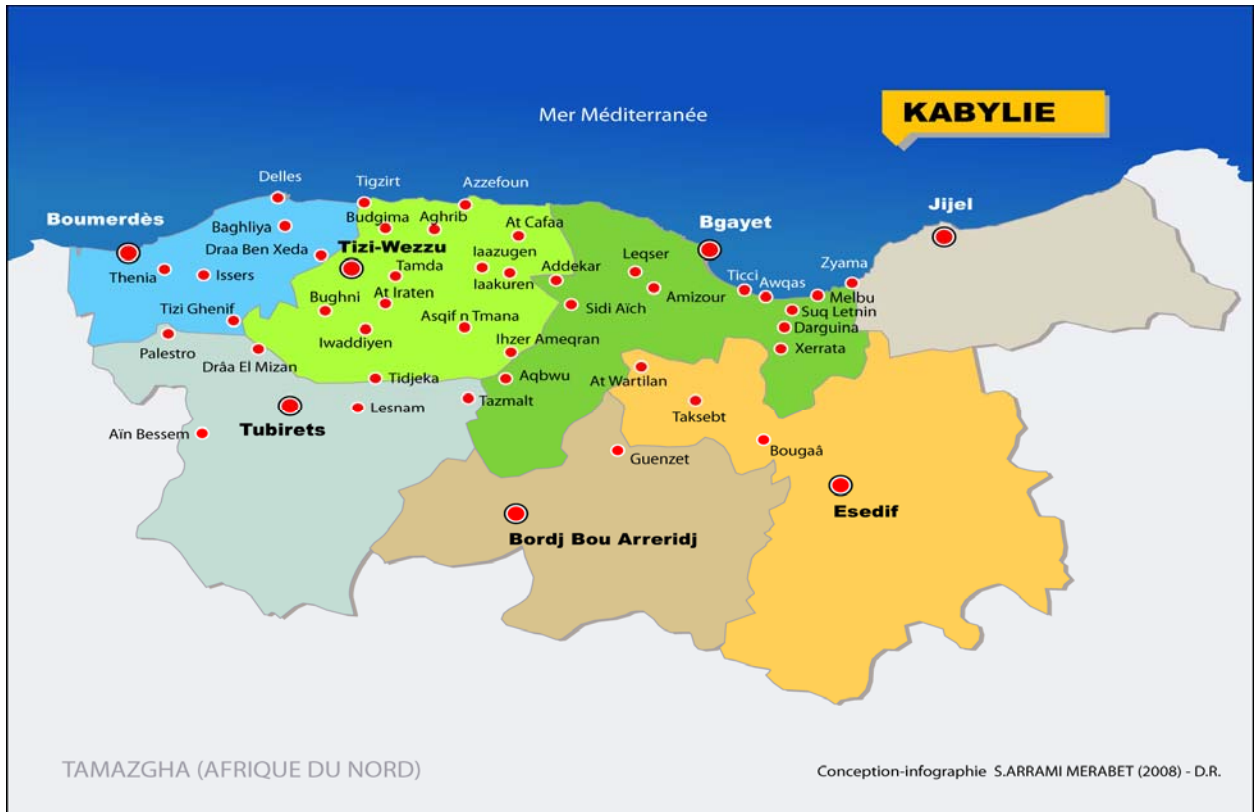 KABYLIE
Mer Méditerranée
Delles
Tigzirt
Azzefoun
Boumerdès
Baghliya
Budgima
Aghrib
At Cafaa
Bgayet
Jijel
Draa Ben Xeda
Tizi-Wezzu
Iaazugen
Leqser
Zyama
Thenia
Issers
Tamda
Iaakuren
Addekar
Ticci
Awqas
Melbu
Bughni
At Iraten
Sidi Aïch
Amizour
Suq Letnin
Tizi Ghenif
Asqif n Tmana
Darguina
Palestro
Iwaddiyen
Ihzer Ameqran
Xerrata
Drâa El Mizan
Tidjeka
Aqbwu
At Wartilan
Lesnam
Tazmalt
Taksebt
Aïn Bessem
Tubirets
Guenzet
Bougaâ
Esedif
Bordj Bou Arreridj
TAMAZGHA (AFRIQUE DU NORD)
Conception-infographie S.ARRAMI MERABET (2008) - D.R.